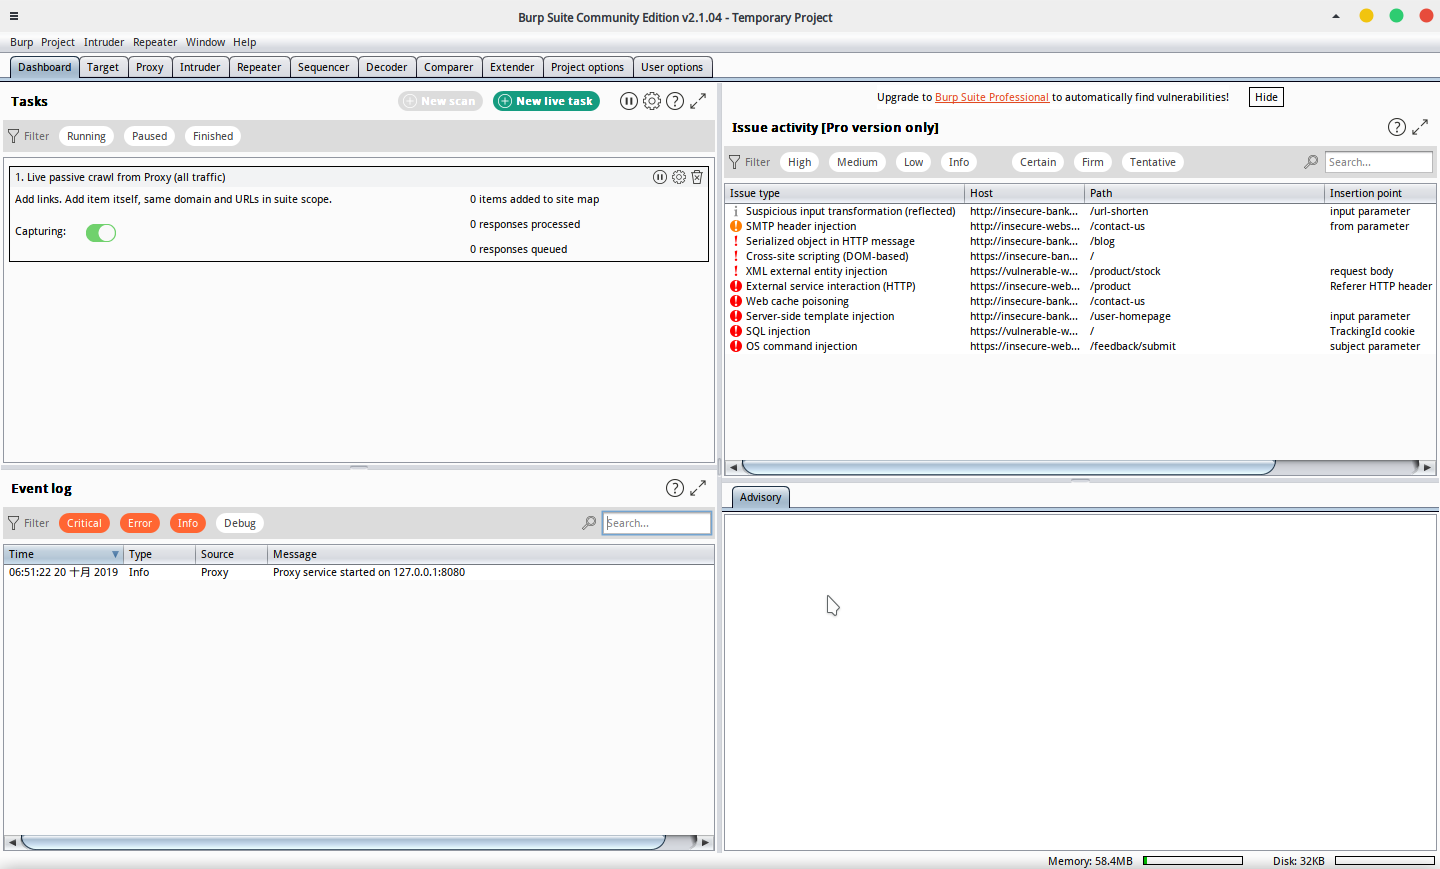 Burp Suite Community Edition v2.1.04 - Temporary Project
Burp Project Intruder Repeater Window Help
Dashboard Target Proxy Intruder Repeater Sequencer Decoder Comparer Extender Project options User options
Tasks
New scan
New live task
Filter Running Paused Finished
1. Live passive crawl from Proxy (all traffic)
Add links. Add item itself, same domain and URLs in suite scope.
0 items added to site map
Capturing:
0 responses processed
0 responses queued
Event log
Filter Critical Error Info Debug Search...
Time Type Source Message
06:51:22 20 十月 2019 Info Proxy Proxy service started on 127.0.0.1:8080
Upgrade to Burp Suite Professional to automatically find vulnerabilities! Hide
Issue activity [Pro version only]
Filter High Medium Low Info Certain Firm Tentative Search...
Issue type Host Path Insertion point
Suspicious input transformation (reflected) http://insecure-bank... /url-shorten input parameter
SMTP header injection http://insecure-webs... /contact-us from parameter
Serialized object in HTTP message http://insecure-bank... /blog
Cross-site scripting (DOM-based) https://insecure-ban... /
XML external entity injection https://vulnerable-w... /product/stock request body
External service interaction (HTTP) https://insecure-web... /product Referer HTTP header
Web cache poisoning http://insecure-bank... /contact-us
Server-side template injection http://insecure-bank... /user-homepage input parameter
SQL injection https://vulnerable-w... / TrackingId cookie
OS command injection https://insecure-web... /feedback/submit subject parameter
Advisory
Memory: 58.4MB Disk: 32KB